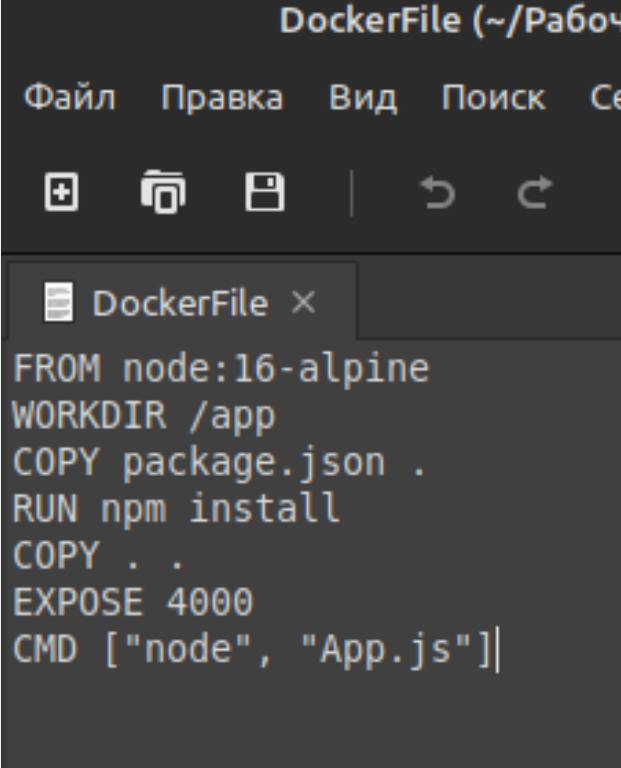 DockerFile (~/Рабоч
Файл Правка Вид Поиск Се
DockerFile
FROM node:16-alpine
WORKDIR /app
COPY package.json .
RUN npm install
COPY . .
EXPOSE 4000
CMD ["node", "App.js"]